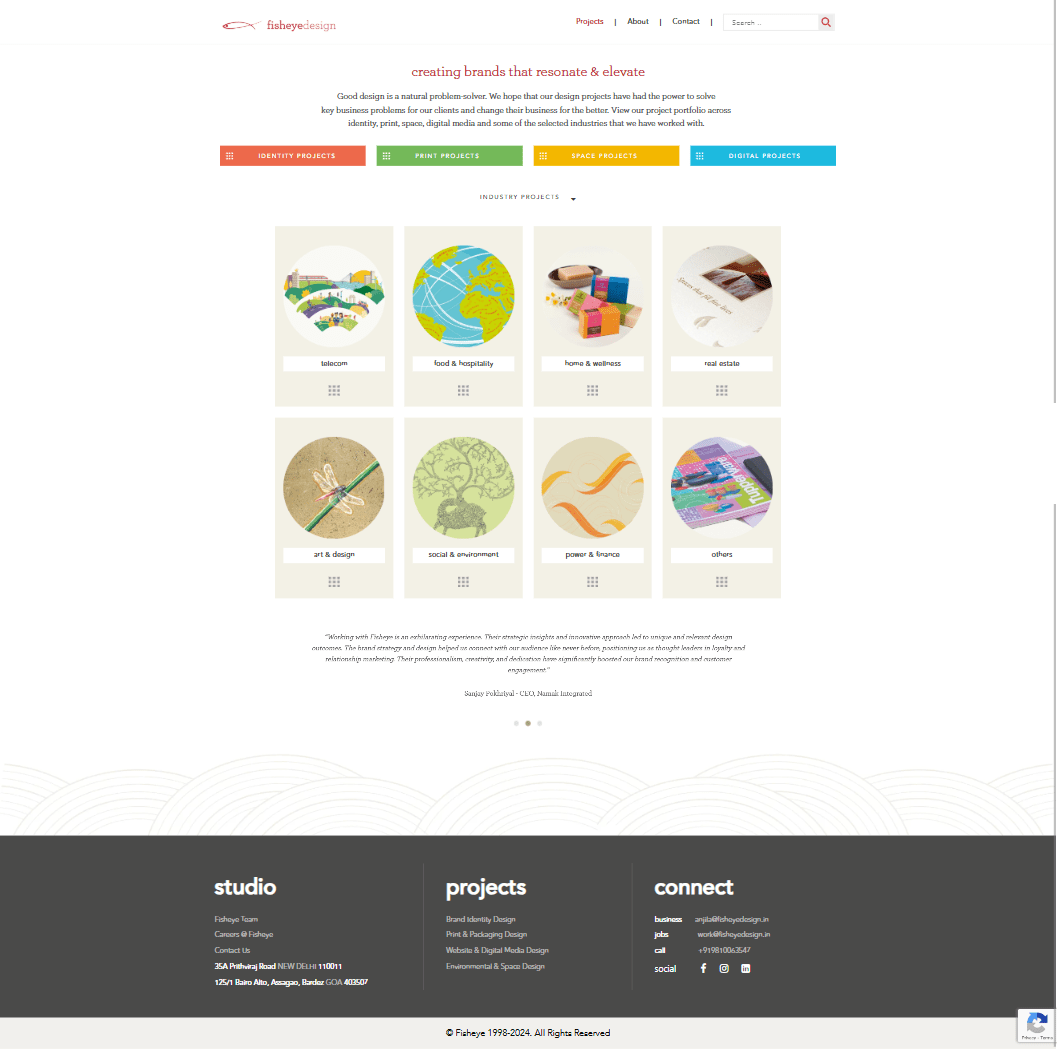 fisheyedesign
Projects | About | Contact |
Search ..
creating brands that resonate & elevate
Good design is a natural problem-solver. We hope that our design projects have had the power to solve
key business problems for our clients and change their business for the better. View our project portfolio across
identity, print, space, digital media and some of the selected industries that we have worked with.
IDENTITY PROJECTS
PRINT PROJECTS
SPACE PROJECTS
DIGITAL PROJECTS
INDUSTRY PROJECTS
telecom
food & hospitality
home & wellness
real estate
Tupperware
art & design
social & environment
power & finance
others
"Working with Fisheye is an exhilarating experience. Their strategic insights and innovative approach led to unique and relevant design
outcomes. The brand strategy and design helped us connect with our audience like never before, positioning us as thought leaders in loyalty and
relationship marketing. Their professionalism, creativity, and dedication have significantly boosted our brand recognition and customer
engagement."
Sanjay Pokhriyal - CEO, Namak Integrated
studio
Fisheye Team
Careers @ Fisheye
Contact Us
35A Prithviraj Road NEW DELHI 110011
125/1 Bairo Alto, Assagao, Bardez GOA 403507
projects
Brand Identity Design
Print & Packaging Design
Website & Digital Media Design
Environmental & Space Design
connect
business anjila@fisheyedesign.in
jobs work@fisheyedesign.in
call +919810063547
social
© Fisheye 1998-2024. All Rights Reserved
Privacy - Terms